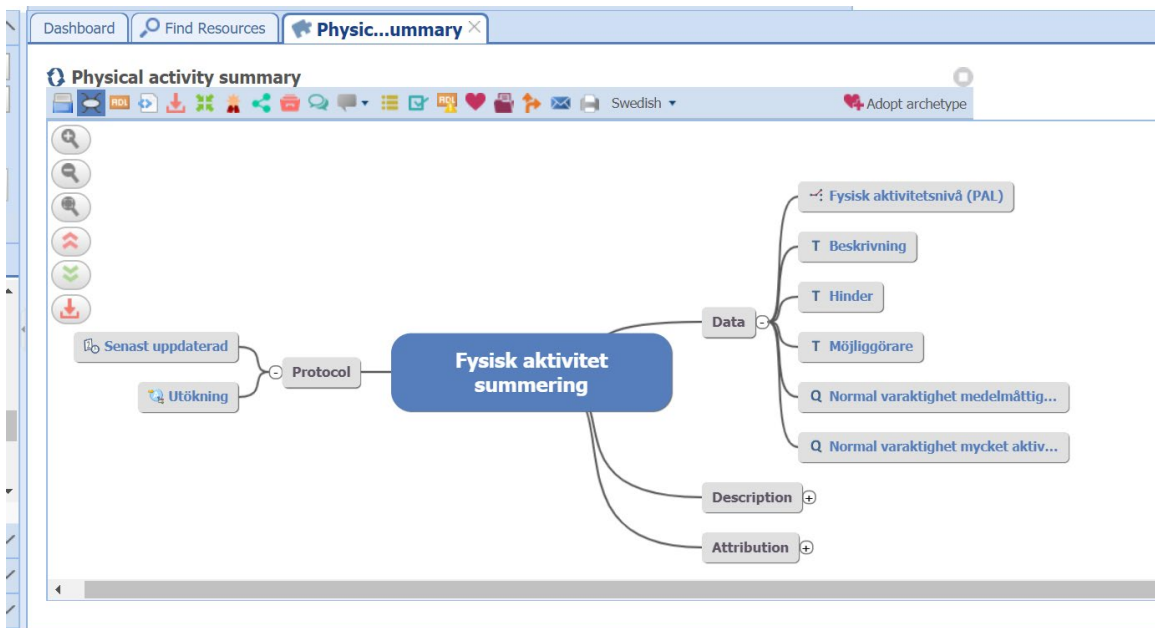 Dashboard
Find Resources
Physic...ummary
Physical activity summary
ADL
Swedish
Adopt archetype
Fysisk aktivitetsnivå (PAL)
T Beskrivning
T Hinder
Data
T Möjliggörare
Senast uppdaterad
Protocol
Fysisk aktivitet
summering
Utökning
Q Normal varaktighet medelmåttig...
Q Normal varaktighet mycket aktiv...
Description
Attribution